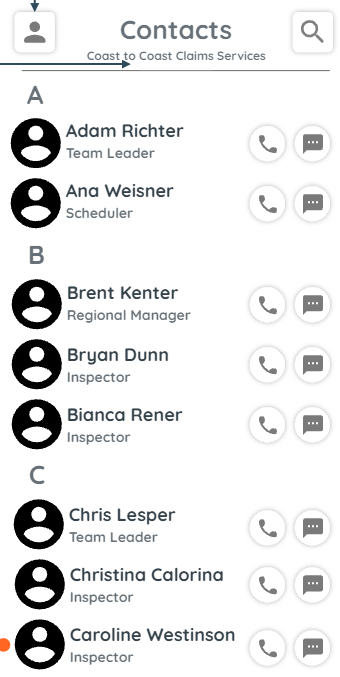 Contacts
Coast to Coast Claims Services
A
Adam Richter
Team Leader
Ana Weisner
Scheduler
B
Brent Kenter
Regional Manager
Bryan Dunn
Inspector
Bianca Rener
Inspector
C
Chris Lesper
Team Leader
Christina Calorina
Inspector
Caroline Westinson
Inspector